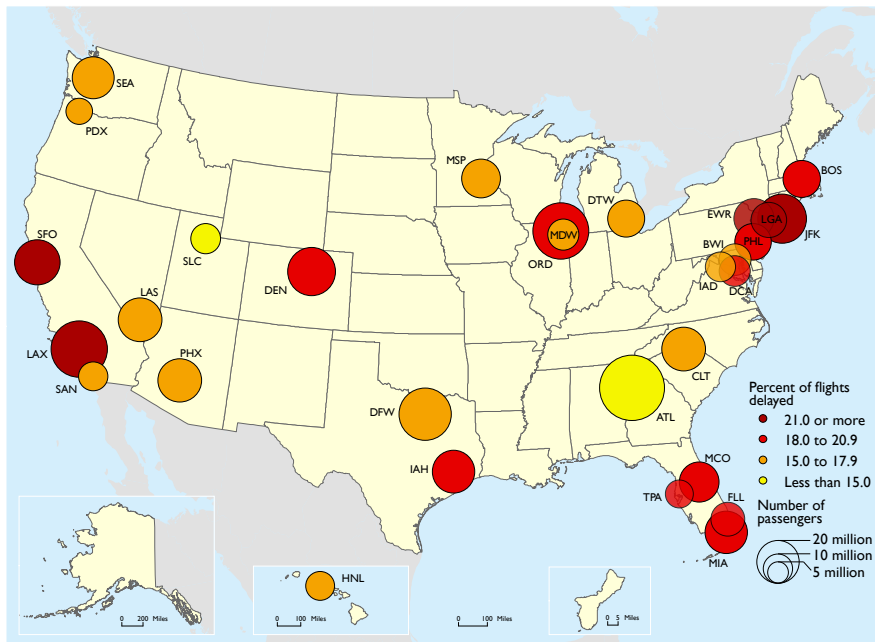 SEA
PDX
MSP
BOS
DTW
EWR
LGA
SFO
MDW
JFK
SLC
ORD
BWI
PHL
DEN
IAD
DCA
LAS
LAX
PHX
SAN
CLT
DFW
ATL
Percent of flights
delayed
21.0 or more
18.0 to 20.9
15.0 to 17.9
Less than 15.0
IAH
MCO
TPA
FLL
MIA
Number of
passengers
20 million
10 million
5 million
HNL
0 200 Miles
0 100 Miles
0 100 Miles
0 5 Miles